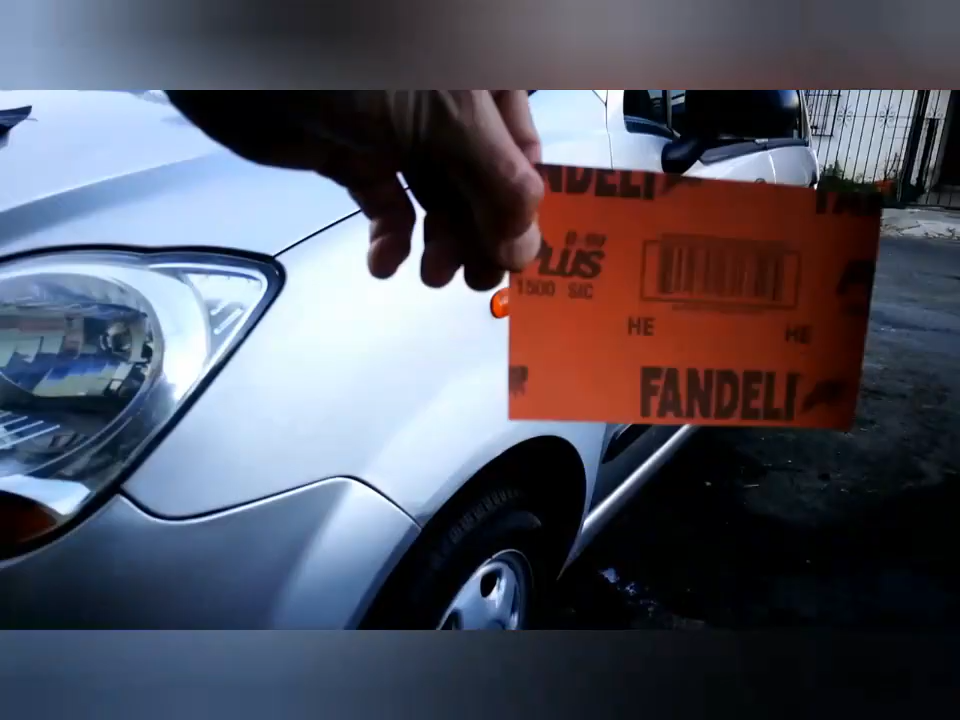 FANDELI
PLUS
1500 SIC
HE HE
FANDELI